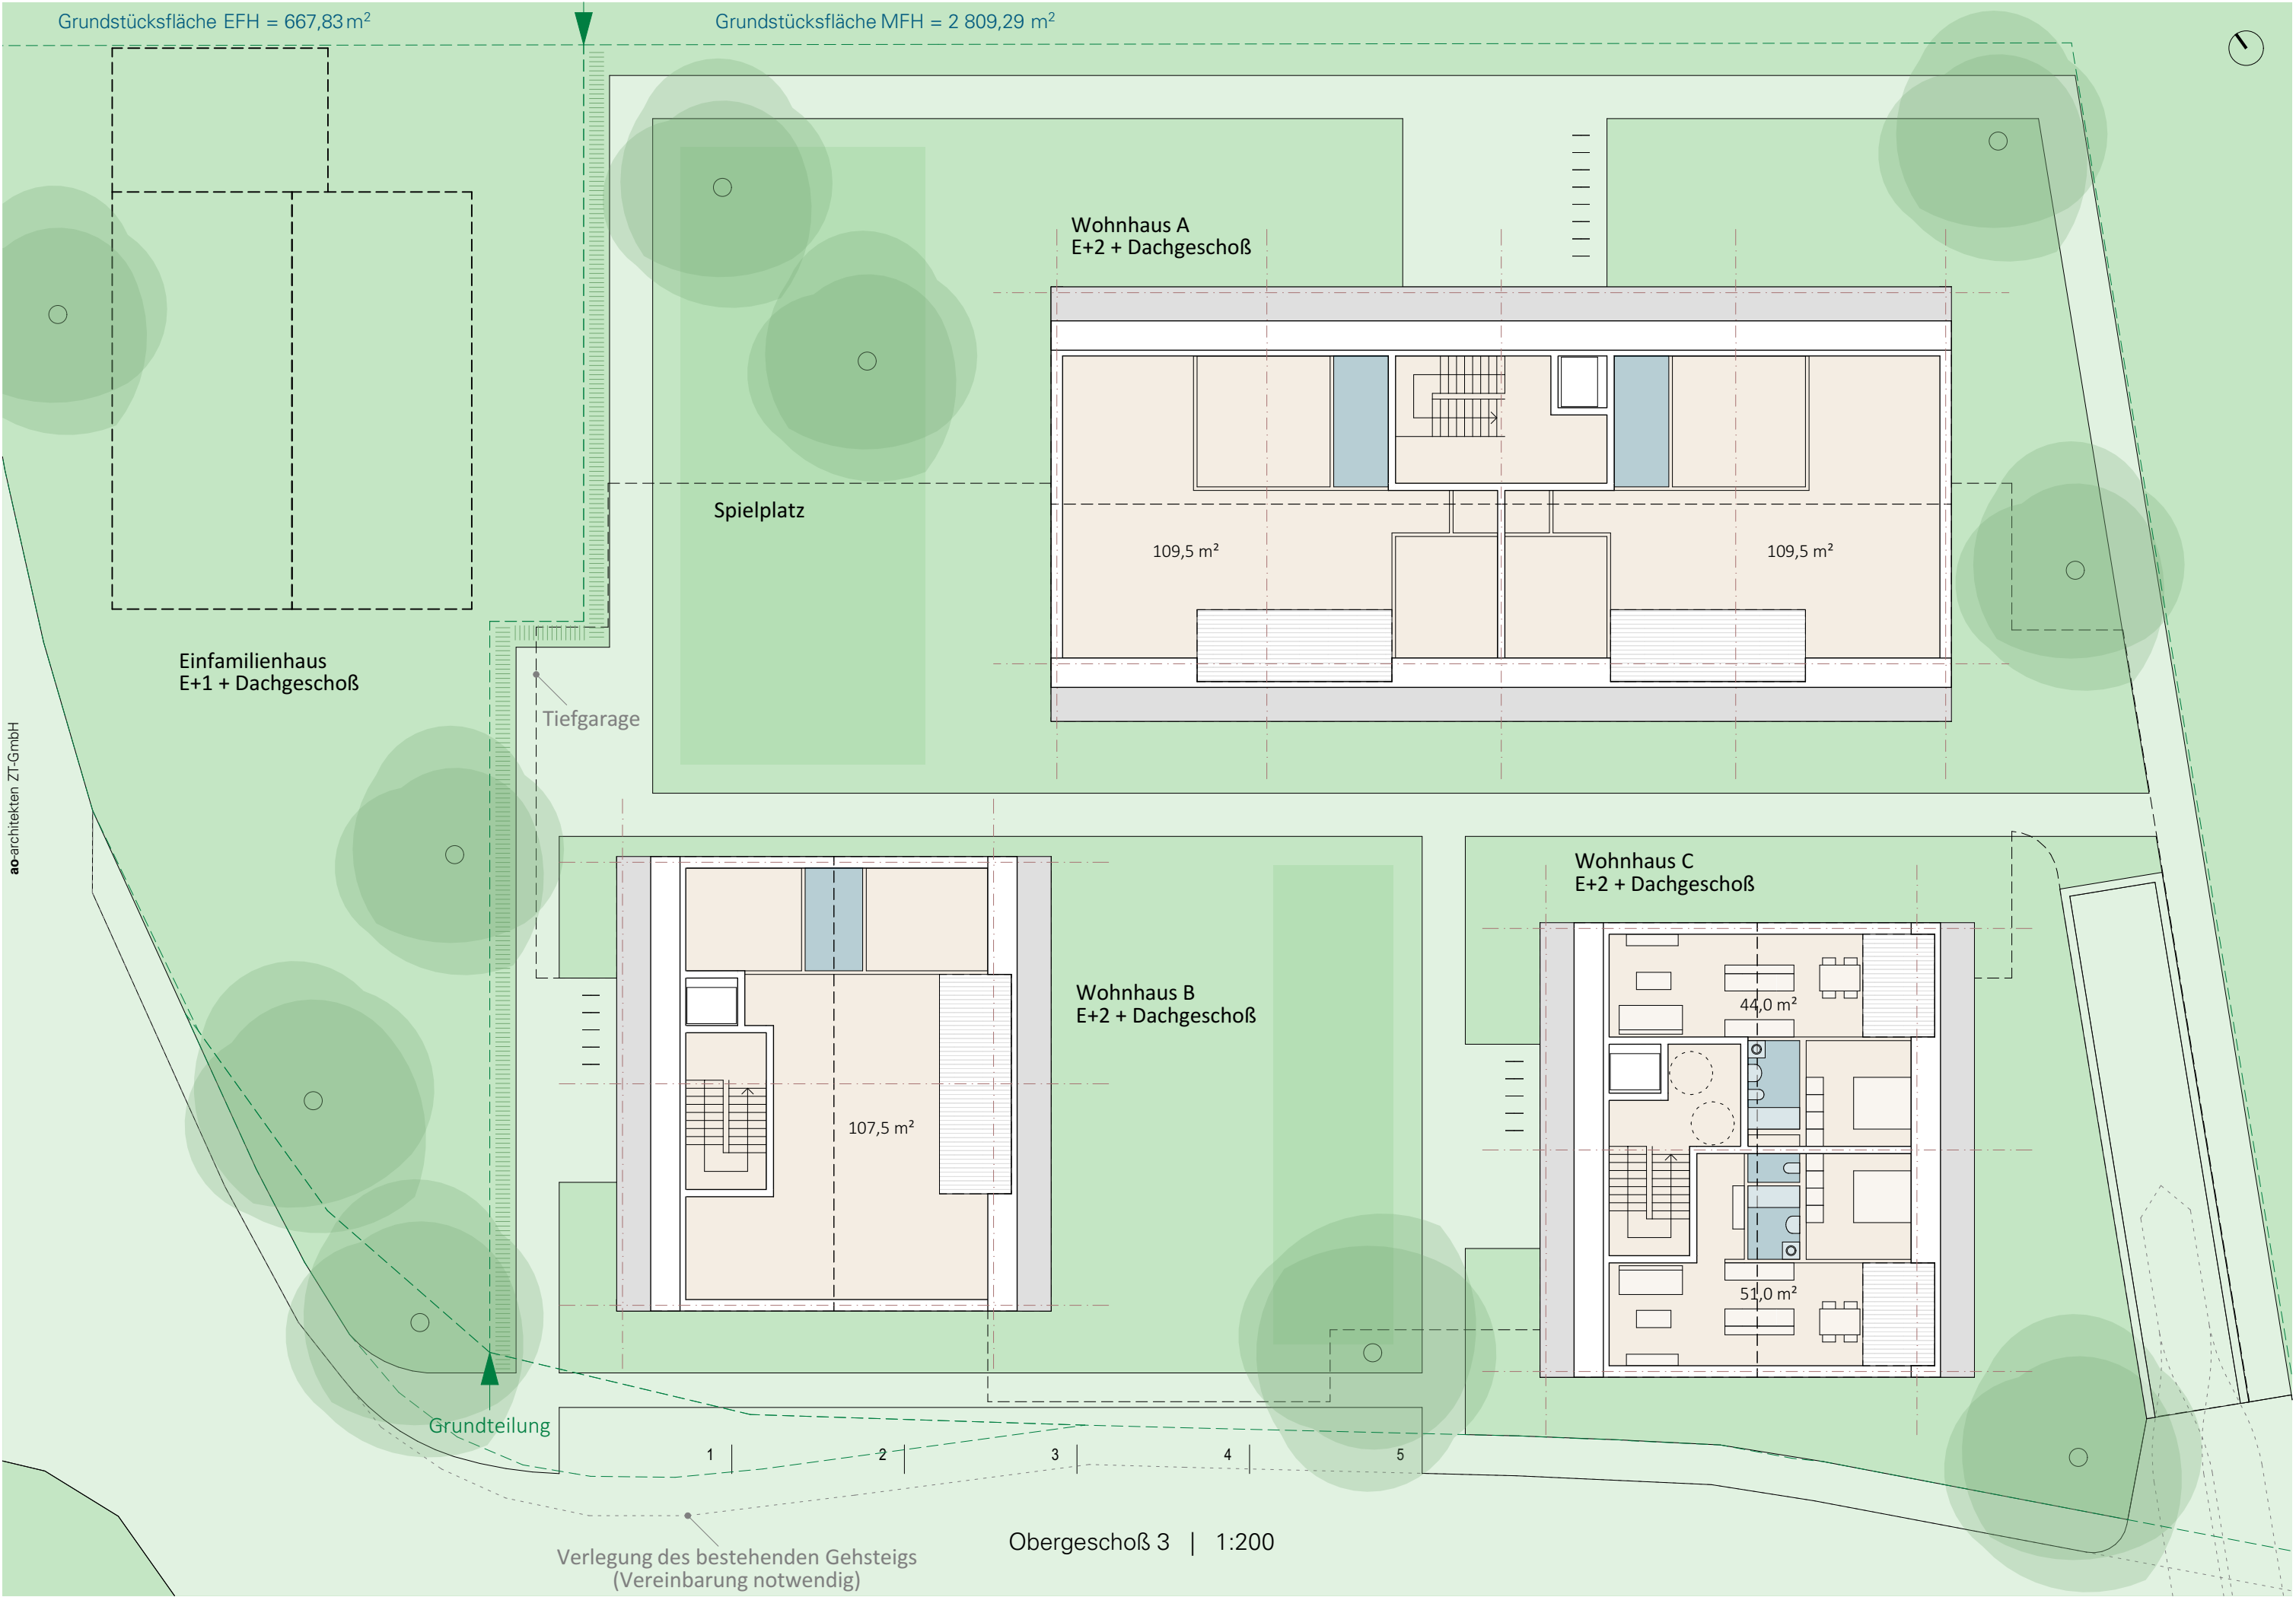 Grundstücksfläche EFH = 667,83 m²
Grundstücksfläche MFH = 2 809,29 m²
Wohnhaus A
E+2 + Dachgeschoß
Spielplatz
109,5 m²
109,5 m²
Einfamilienhaus
E+1 + Dachgeschoß
Tiefgarage
ao-architekten ZT-GmbH
Wohnhaus C
E+2 + Dachgeschoß
Wohnhaus B
E+2 + Dachgeschoß
44,0 m²
107,5 m²
51,0 m²
Grundteilung
1
2
3
4
5
Obergeschoß 3 | 1:200
Verlegung des bestehenden Gehsteigs
(Vereinbarung notwendig)